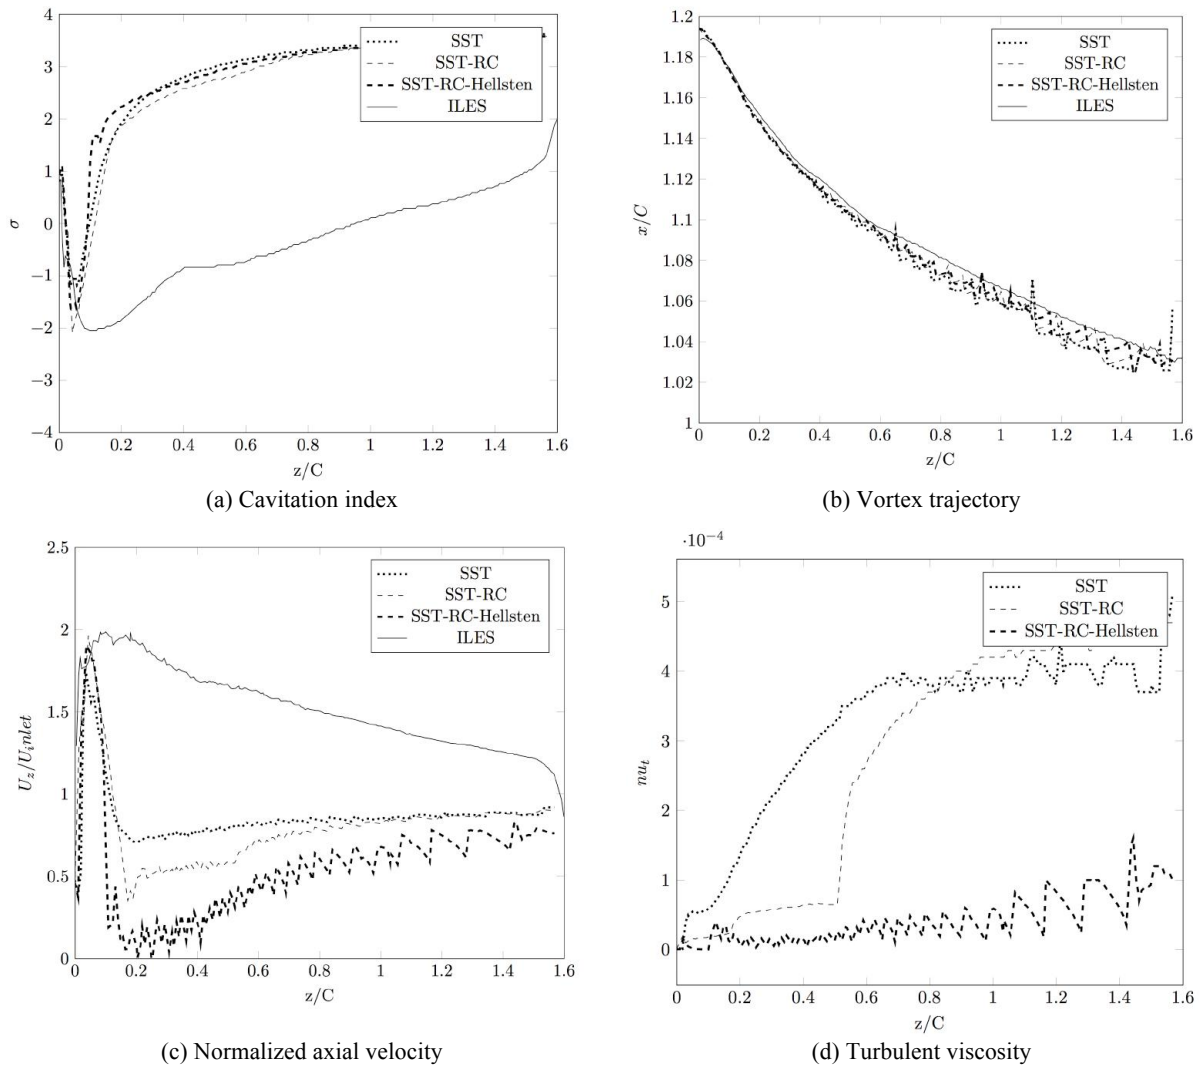 4
3
2
1
0
−1
−2
−3
−4
σ
SST
SST-RC
SST-RC-Hellsten
ILES
0 0.2 0.4 0.6 0.8 1 1.2 1.4 1.6
z/C
(a) Cavitation index
1.2
1.18
1.16
1.14
1.12
1.1
1.08
1.06
1.04
1.02
1
x/C
SST
SST-RC
SST-RC-Hellsten
ILES
0 0.2 0.4 0.6 0.8 1 1.2 1.4 1.6
z/C
(b) Vortex trajectory
2.5
2
1.5
1
0.5
0
U_z/U_inlet
SST
SST-RC
SST-RC-Hellsten
ILES
0 0.2 0.4 0.6 0.8 1 1.2 1.4 1.6
z/C
(c) Normalized axial velocity
·10⁻⁴
5
4
3
2
1
0
nu_t
SST
SST-RC
SST-RC-Hellsten
0 0.2 0.4 0.6 0.8 1 1.2 1.4 1.6
z/C
(d) Turbulent viscosity